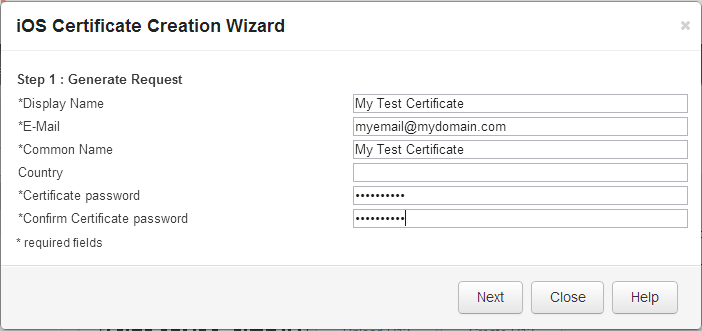 iOS Certificate Creation Wizard ×
Step 1 : Generate Request
*Display Name My Test Certificate
*E-Mail myemail@mydomain.com
*Common Name My Test Certificate
Country
*Certificate password ••••••••••
*Confirm Certificate password ••••••••••
* required fields
Next Close Help